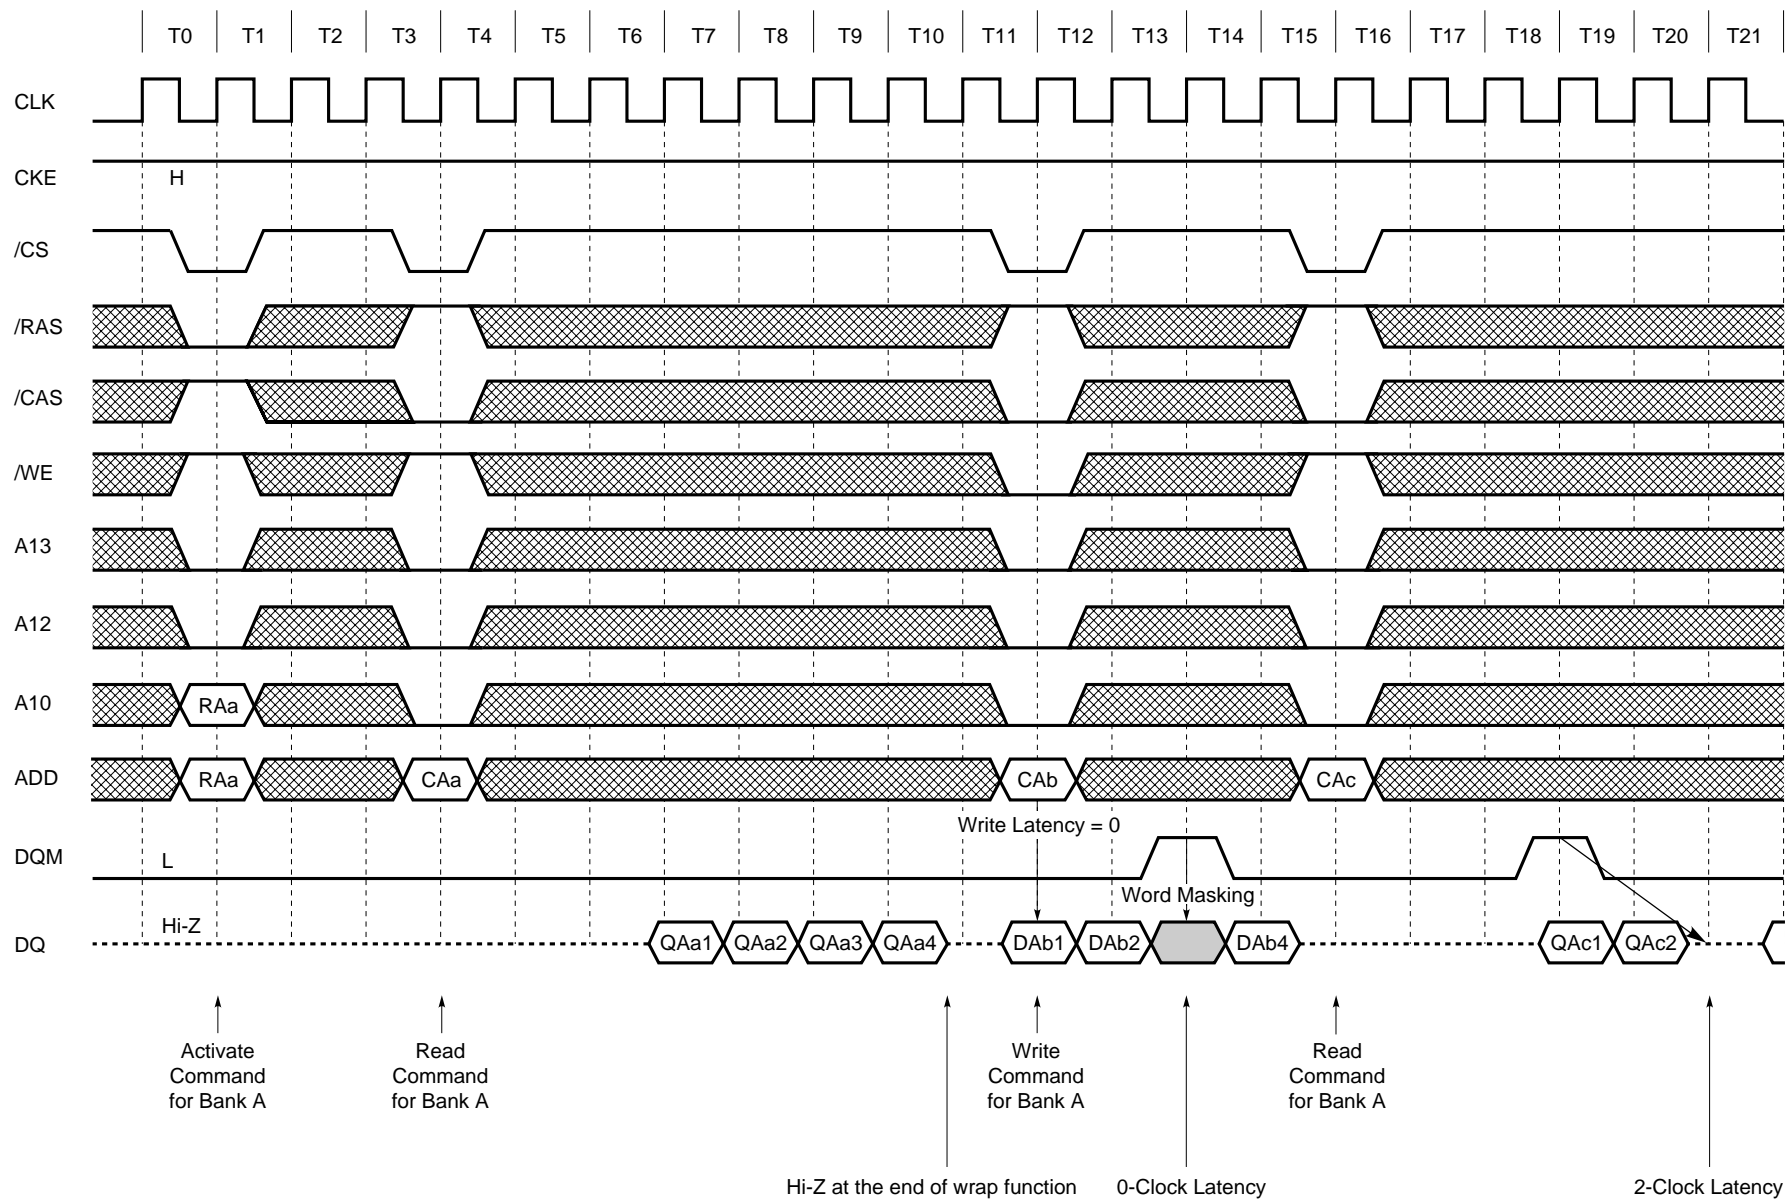 T0 T1 T2 T3 T4 T5 T6 T7 T8 T9 T10 T11 T12 T13 T14 T15 T16 T17 T18 T19 T20 T21
CLK
CKE H
/CS
/RAS
/CAS
/WE
A13
A12
A10 RAa
ADD RAa CAa CAb CAc
Write Latency = 0
DQM L
Word Masking
Hi-Z
DQ QAa1 QAa2 QAa3 QAa4 DAb1 DAb2 DAb4 QAc1 QAc2
Activate
Command
for Bank A
Read
Command
for Bank A
Write
Command
for Bank A
Read
Command
for Bank A
Hi-Z at the end of wrap function 0-Clock Latency 2-Clock Latency